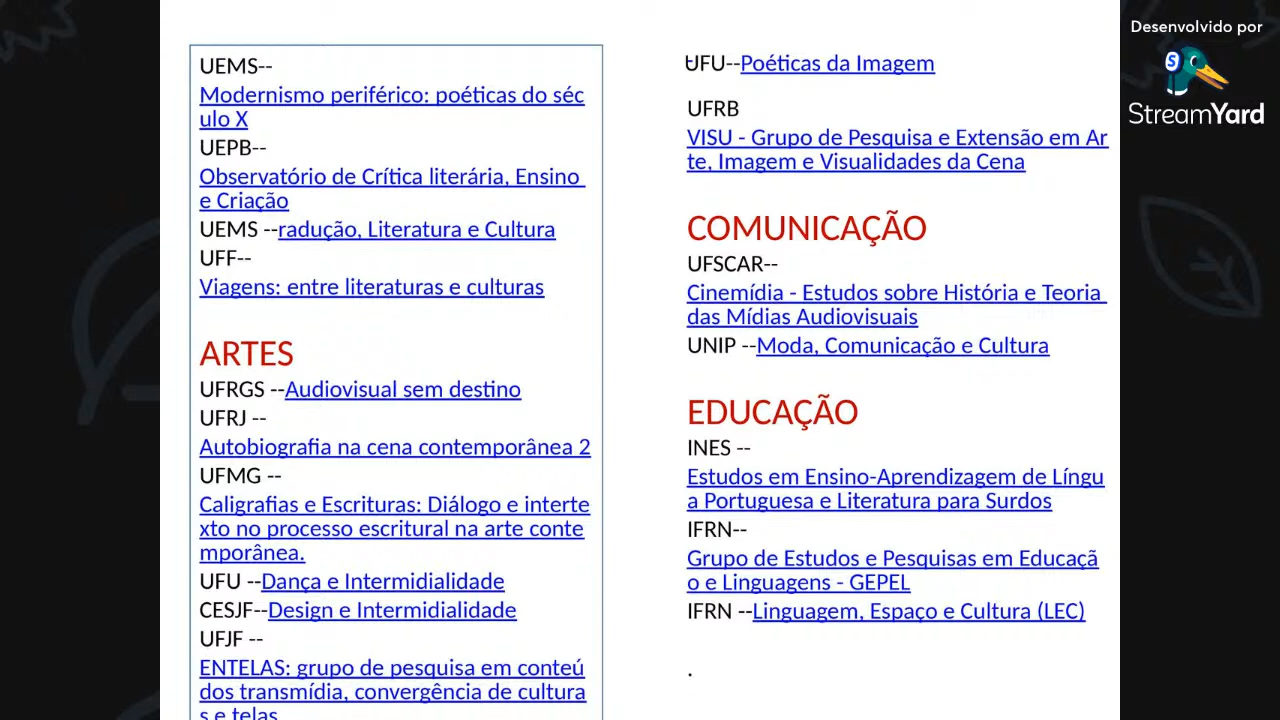 UEMS--
Modernismo periférico: poéticas do séc
ulo X
UEPB--
Observatório de Crítica literária, Ensino
e Criação
UEMS --radução, Literatura e Cultura
UFF--
Viagens: entre literaturas e culturas
ARTES
UFRGS --Audiovisual sem destino
UFRJ --
Autobiografia na cena contemporânea 2
UFMG --
Caligrafias e Escrituras: Diálogo e interte
xto no processo escritural na arte conte
mporânea.
UFU --Dança e Intermidialidade
CESJF--Design e Intermidialidade
UFJF --
ENTELAS: grupo de pesquisa em conteú
dos transmídia, convergência de cultura
s e telas
UFU--Poéticas da Imagem
UFRB
VISU - Grupo de Pesquisa e Extensão em Ar
te, Imagem e Visualidades da Cena
COMUNICAÇÃO
UFSCAR--
Cinemídia - Estudos sobre História e Teoria
das Mídias Audiovisuais
UNIP --Moda, Comunicação e Cultura
EDUCAÇÃO
INES --
Estudos em Ensino-Aprendizagem de Língu
a Portuguesa e Literatura para Surdos
IFRN--
Grupo de Estudos e Pesquisas em Educaçã
o e Linguagens - GEPEL
IFRN --Linguagem, Espaço e Cultura (LEC)
.
Desenvolvido por
StreamYard